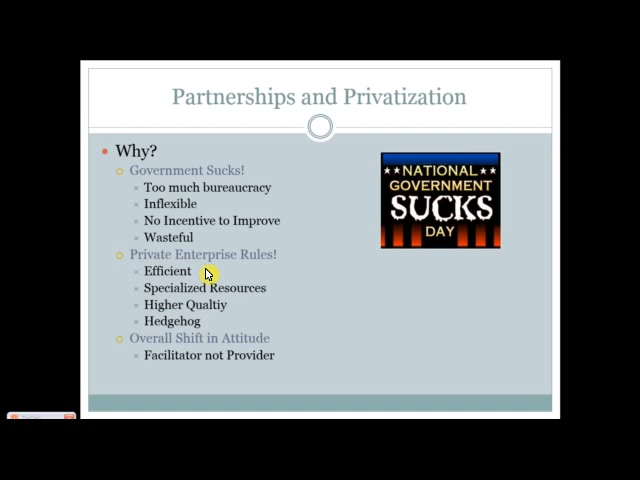 Partnerships and Privatization
Why?
Government Sucks!
Too much bureaucracy
Inflexible
No Incentive to Improve
Wasteful
Private Enterprise Rules!
Efficient
Specialized Resources
Higher Qualtiy
Hedgehog
Overall Shift in Attitude
Facilitator not Provider
NATIONAL
GOVERNMENT
SUCKS
DAY